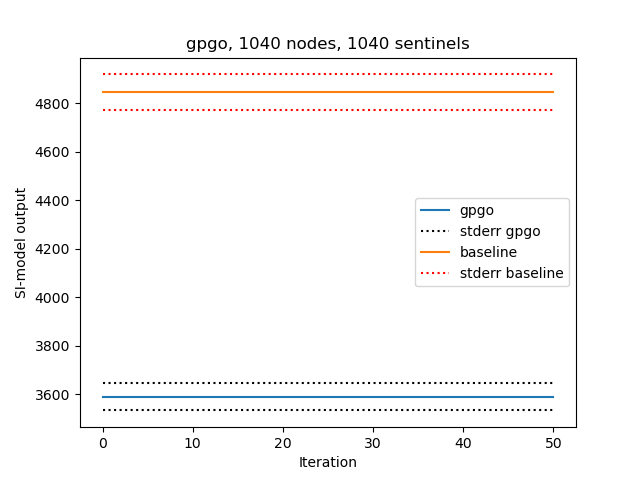 gpgo, 1040 nodes, 1040 sentinels
SI-model output
4800
4600
4400
4200
4000
3800
3600
gpgo
stderr gpgo
baseline
stderr baseline
0 10 20 30 40 50
Iteration